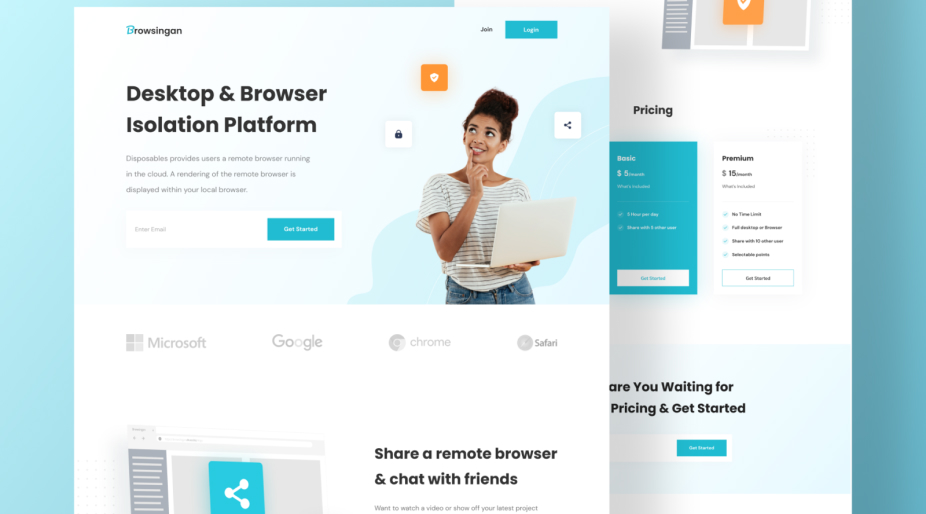 Browsingan
Join
Login
Desktop & Browser
Isolation Platform
Disposables provides users a remote browser running
in the cloud. A rendering of the remote browser is
displayed within your local browser.
Enter Email
Get Started
Microsoft
Google
chrome
Safari
Share a remote browser
& chat with friends
Want to watch a video or show off your latest project
Pricing
Basic
$ 5/month
What's included
1 Hour per day
Share with 5 other user
Get Started
Premium
$ 15/month
What's included
No Time Limit
Full desktop or Browser
Share with 10 other user
Selectable points
Get Started
are You Waiting for
Pricing & Get Started
Get Started